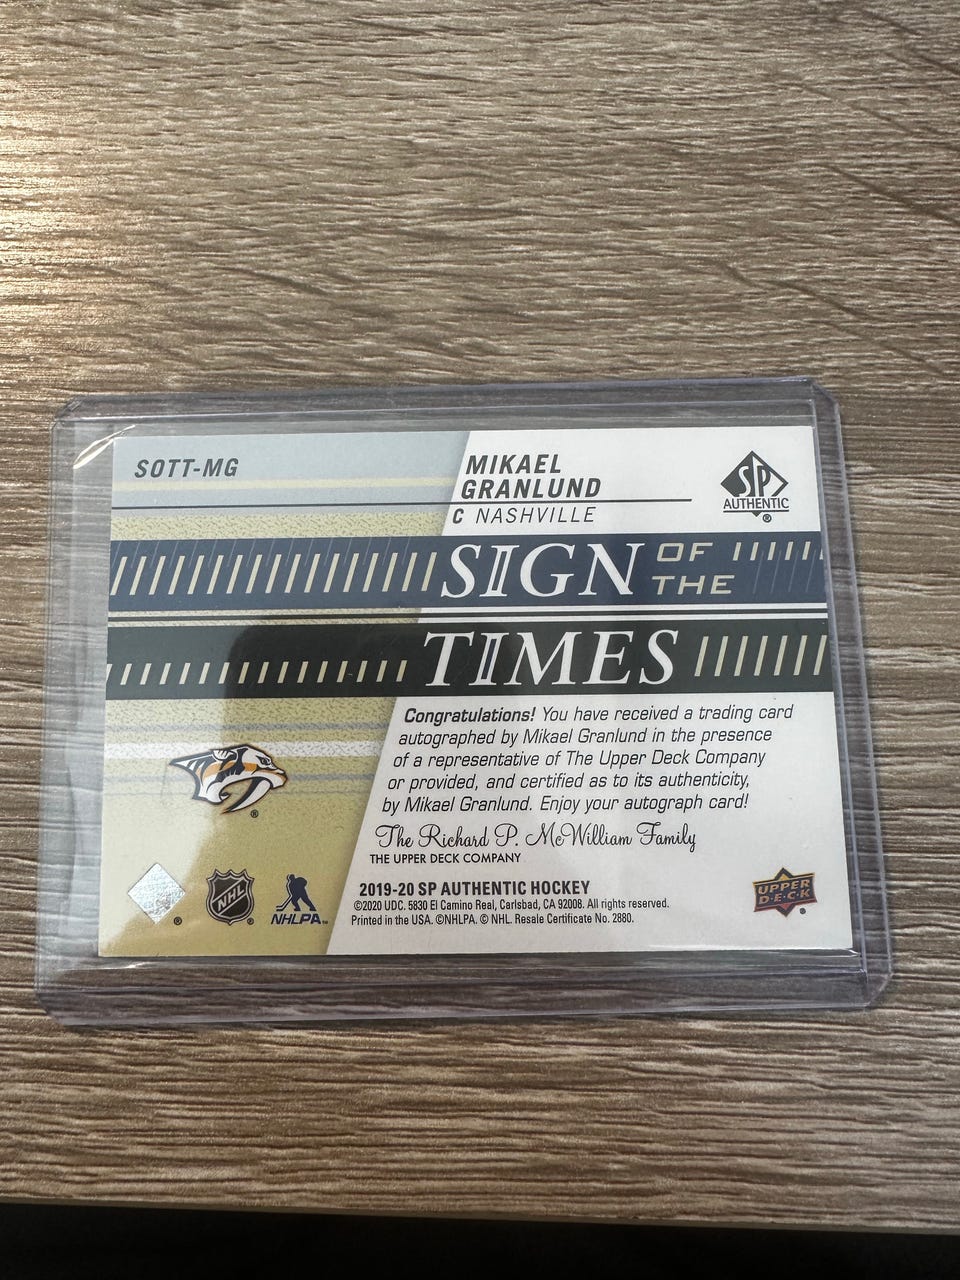 SOTT-MG
MIKAEL
GRANLUND
C NASHVILLE
SP
AUTHENTIC
®
SIGN OF
THE
TIMES
Congratulations! You have received a trading card
autographed by Mikael Granlund in the presence
of a representative of The Upper Deck Company
or provided, and certified as to its authenticity,
by Mikael Granlund. Enjoy your autograph card!
The Richard P. McWilliam Family
THE UPPER DECK COMPANY
2019-20 SP AUTHENTIC HOCKEY
©2020 UDC. 5830 El Camino Real, Carlsbad, CA 92008. All rights reserved.
Printed in the USA. ©NHLPA. © NHL. Resale Certificate No. 2880.
®
®
NHL
®
NHLPA™
UPPER
D·E·C·K
®